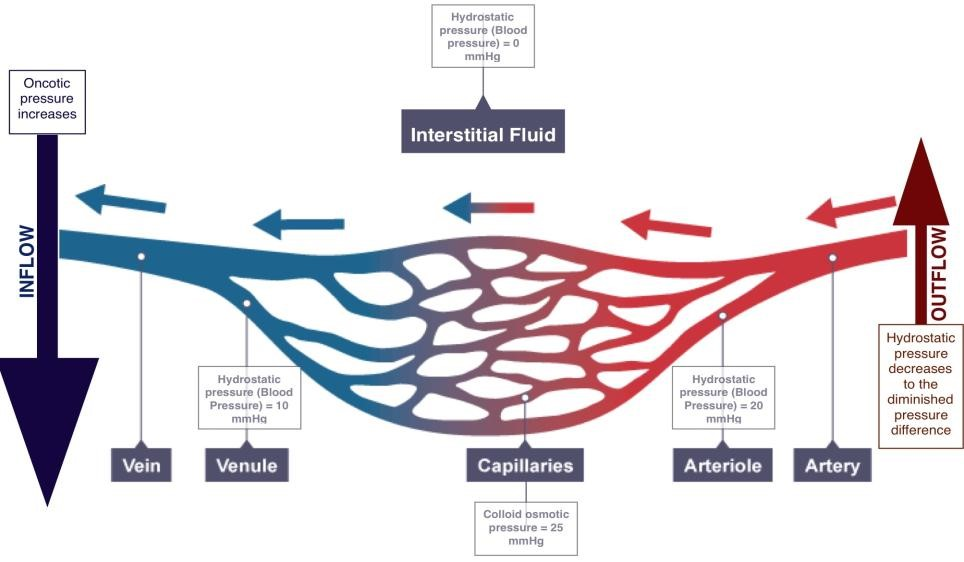 Hydrostatic
pressure (Blood
pressure) = 0
mmHg
Interstitial Fluid
Oncotic
pressure
increases
INFLOW
OUTFLOW
Hydrostatic
pressure
decreases
to the
diminished
pressure
difference
Hydrostatic
pressure (Blood
Pressure) = 10
mmHg
Hydrostatic
pressure (Blood
Pressure) = 20
mmHg
Vein
Venule
Capillaries
Arteriole
Artery
Colloid osmotic
pressure = 25
mmHg